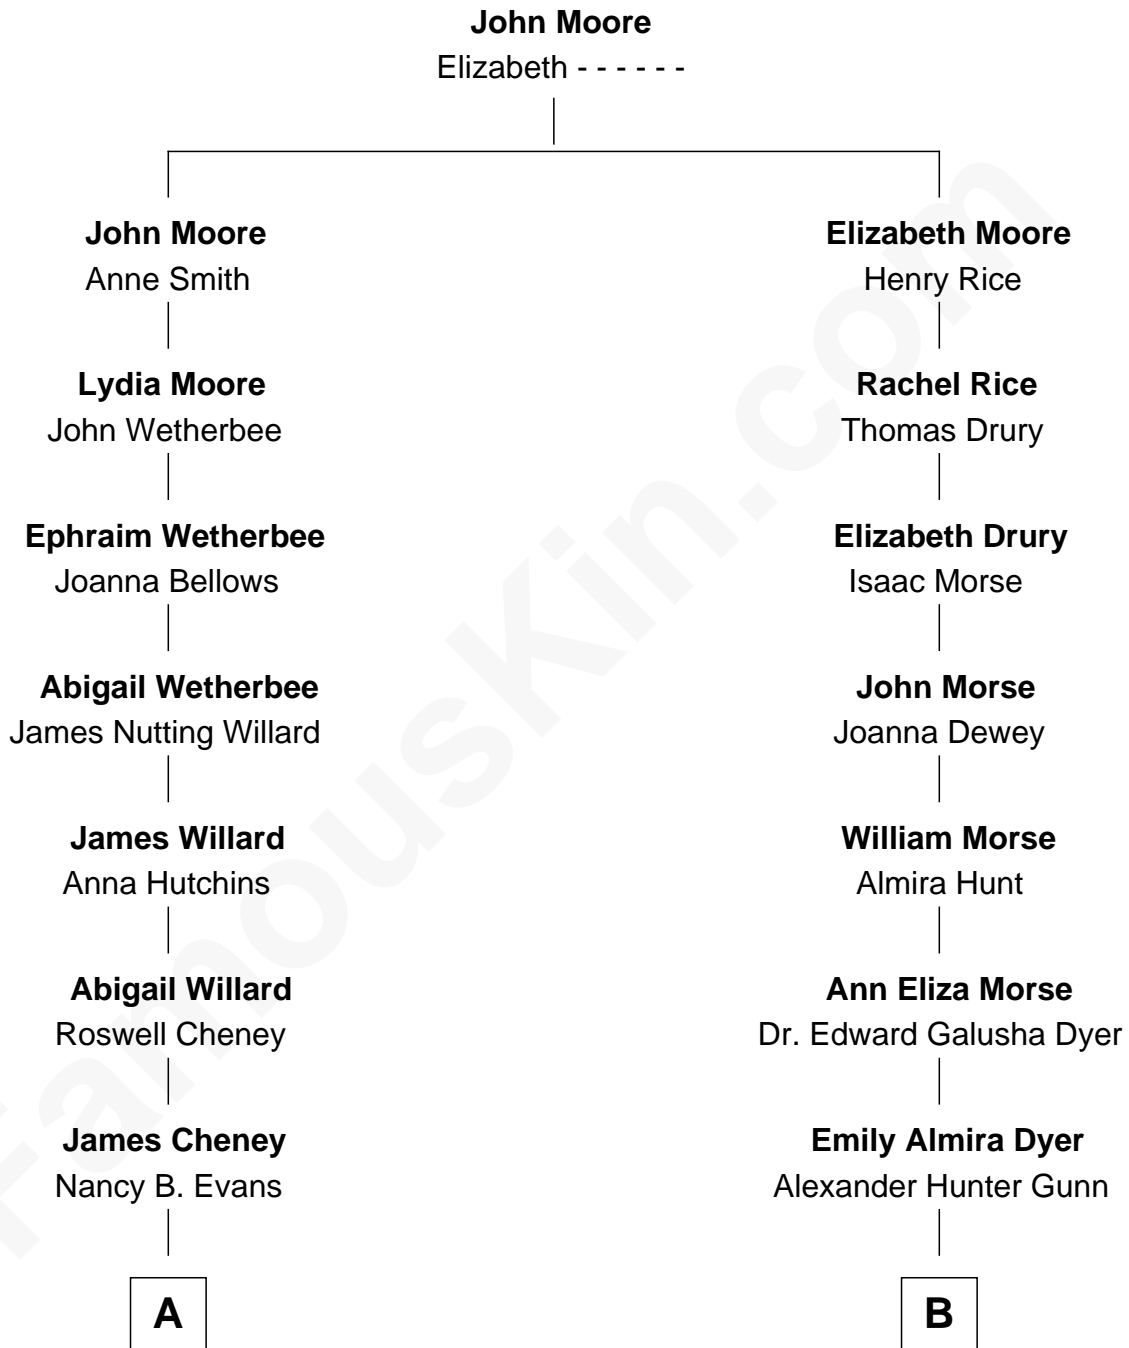 John Moore
Elizabeth - - - - - -
John Moore
Anne Smith
Elizabeth Moore
Henry Rice
Lydia Moore
John Wetherbee
Rachel Rice
Thomas Drury
Ephraim Wetherbee
Joanna Bellows
Elizabeth Drury
Isaac Morse
Abigail Wetherbee
James Nutting Willard
John Morse
Joanna Dewey
James Willard
Anna Hutchins
William Morse
Almira Hunt
Abigail Willard
Roswell Cheney
Ann Eliza Morse
Dr. Edward Galusha Dyer
James Cheney
Nancy B. Evans
Emily Almira Dyer
Alexander Hunter Gunn
A
B
FamousKin.com